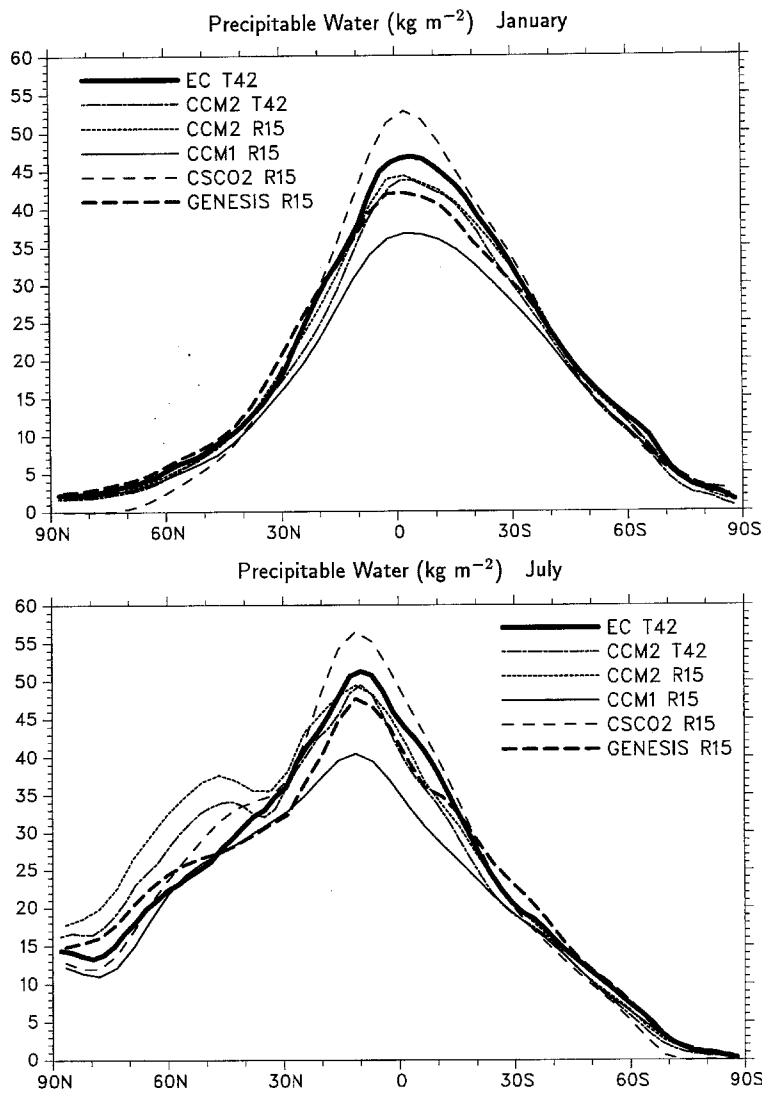 Precipitable Water (kg m⁻²) January
60
55
50
45
40
35
30
25
20
15
10
5
0
EC T42
CCM2 T42
CCM2 R15
CCM1 R15
CSCO2 R15
GENESIS R15
90N 60N 30N 0 30S 60S 90S
Precipitable Water (kg m⁻²) July
60
55
50
45
40
35
30
25
20
15
10
5
0
EC T42
CCM2 T42
CCM2 R15
CCM1 R15
CSCO2 R15
GENESIS R15
90N 60N 30N 0 30S 60S 90S